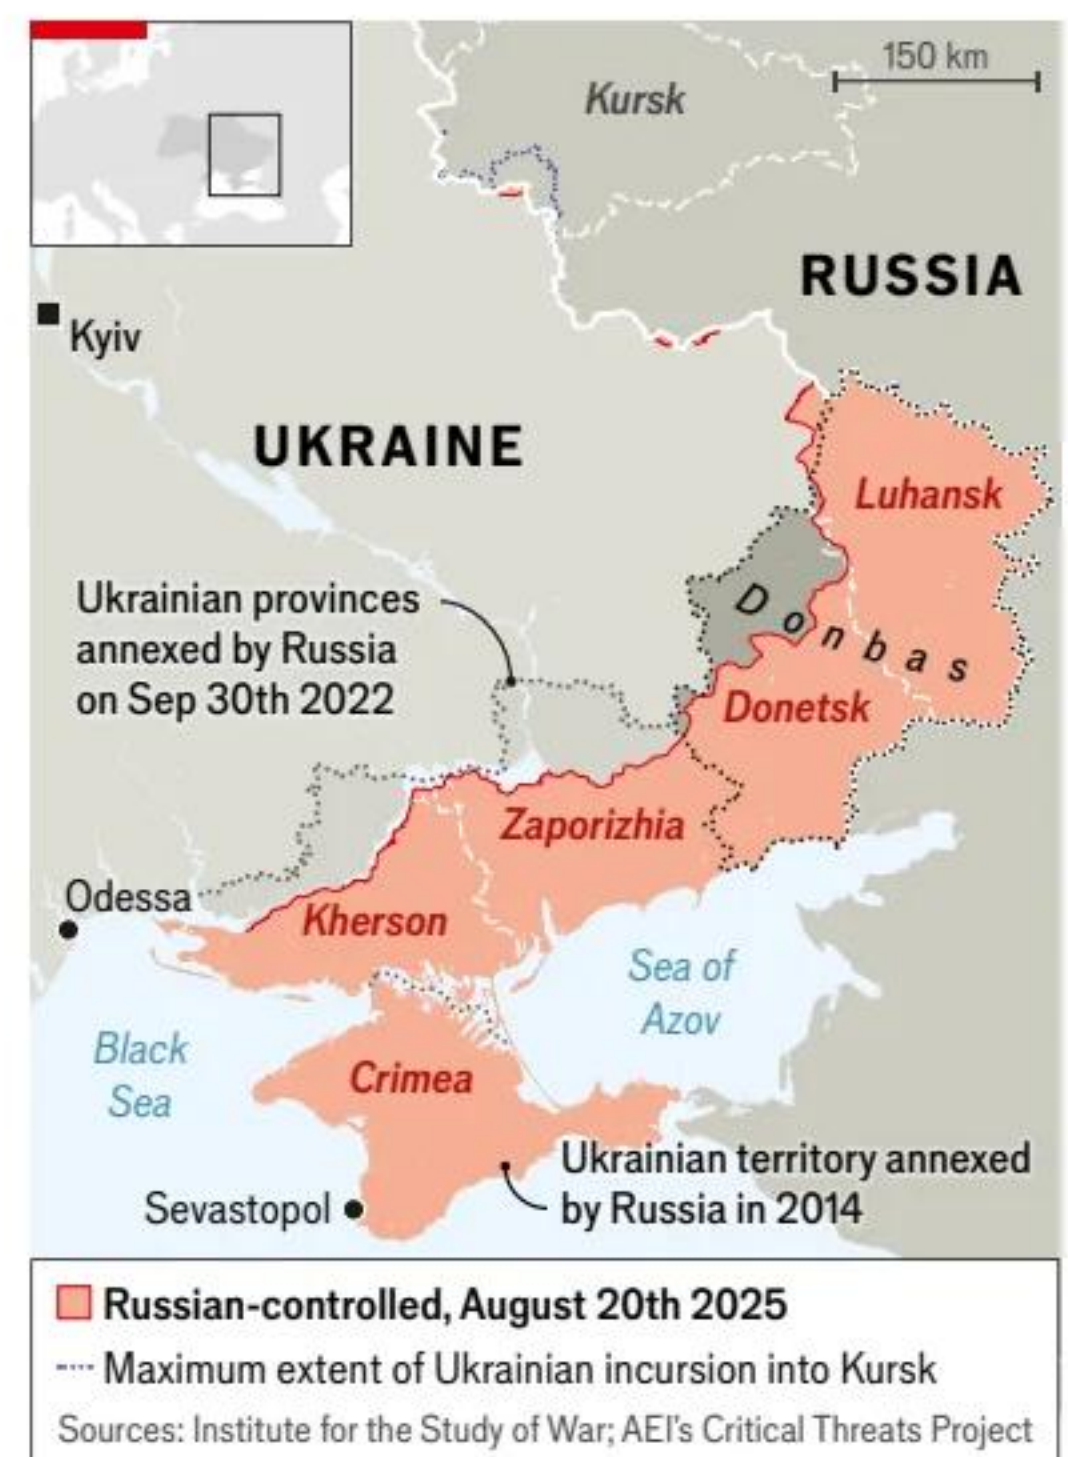 150 km
Kursk
RUSSIA
Kyiv
UKRAINE
Luhansk
Donbas
Ukrainian provinces
annexed by Russia
on Sep 30th 2022
Donetsk
Zaporizhia
Odessa
Kherson
Sea of
Azov
Black
Sea
Crimea
Ukrainian territory annexed
by Russia in 2014
Sevastopol
Russian-controlled, August 20th 2025
Maximum extent of Ukrainian incursion into Kursk
Sources: Institute for the Study of War; AEI's Critical Threats Project